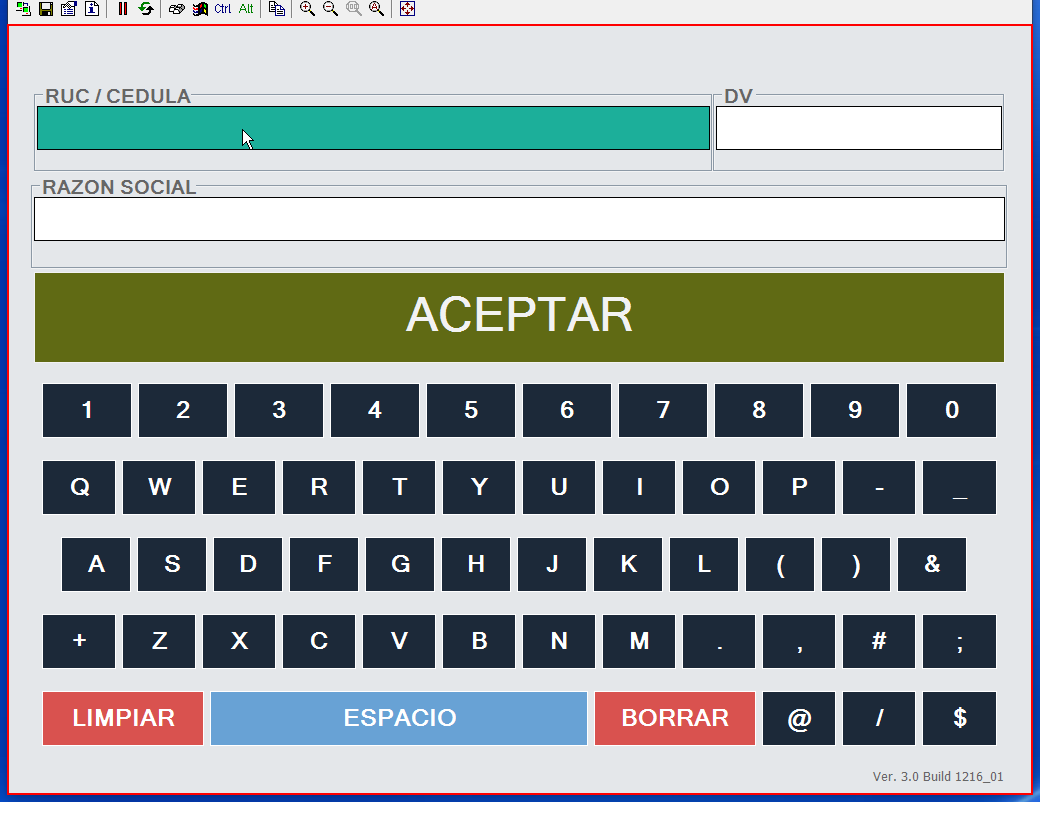 Ctrl Alt
RUC / CEDULA DV
RAZON SOCIAL
ACEPTAR
1 2 3 4 5 6 7 8 9 0
Q W E R T Y U I O P - _
A S D F G H J K L ( ) &
+ Z X C V B N M . , # ;
LIMPIAR ESPACIO BORRAR @ / $
Ver. 3.0 Build 1216_01